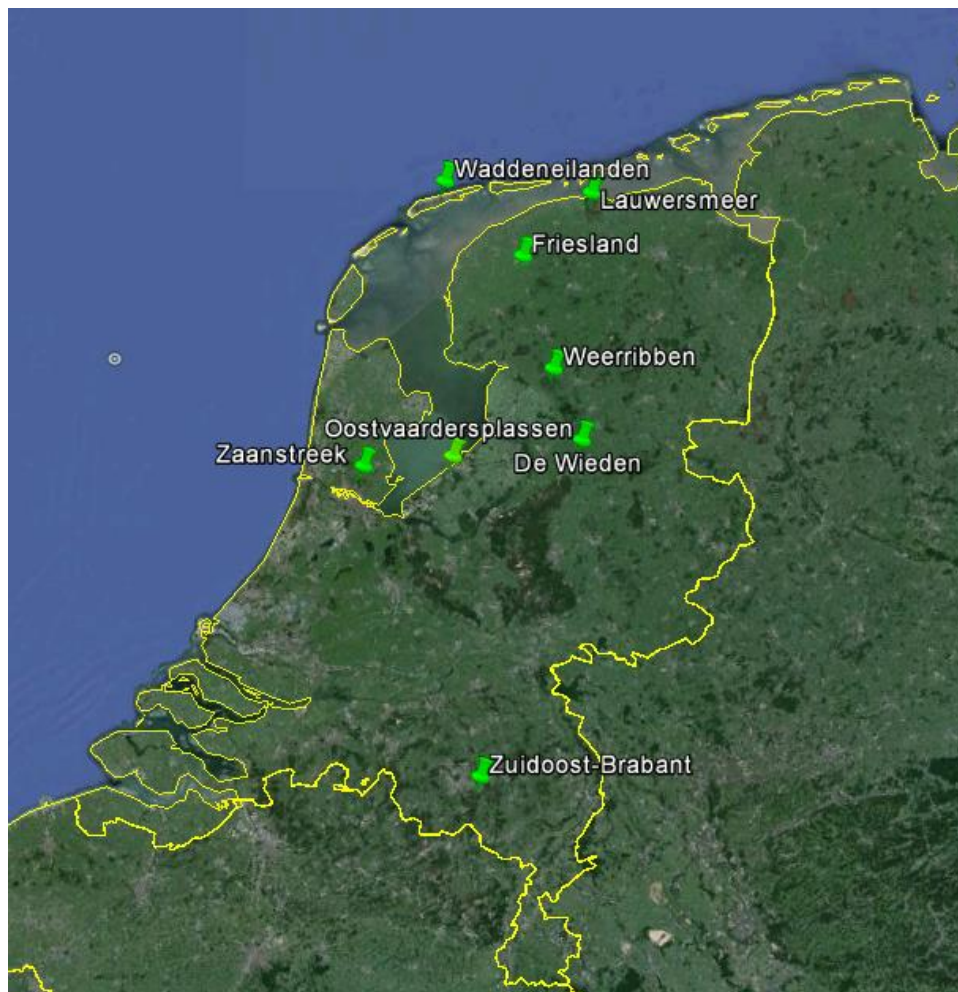 Waddeneilanden
Lauwersmeer
Friesland
Weerribben
Oostvaardersplassen
Zaanstreek
De Wieden
Zuidoost-Brabant